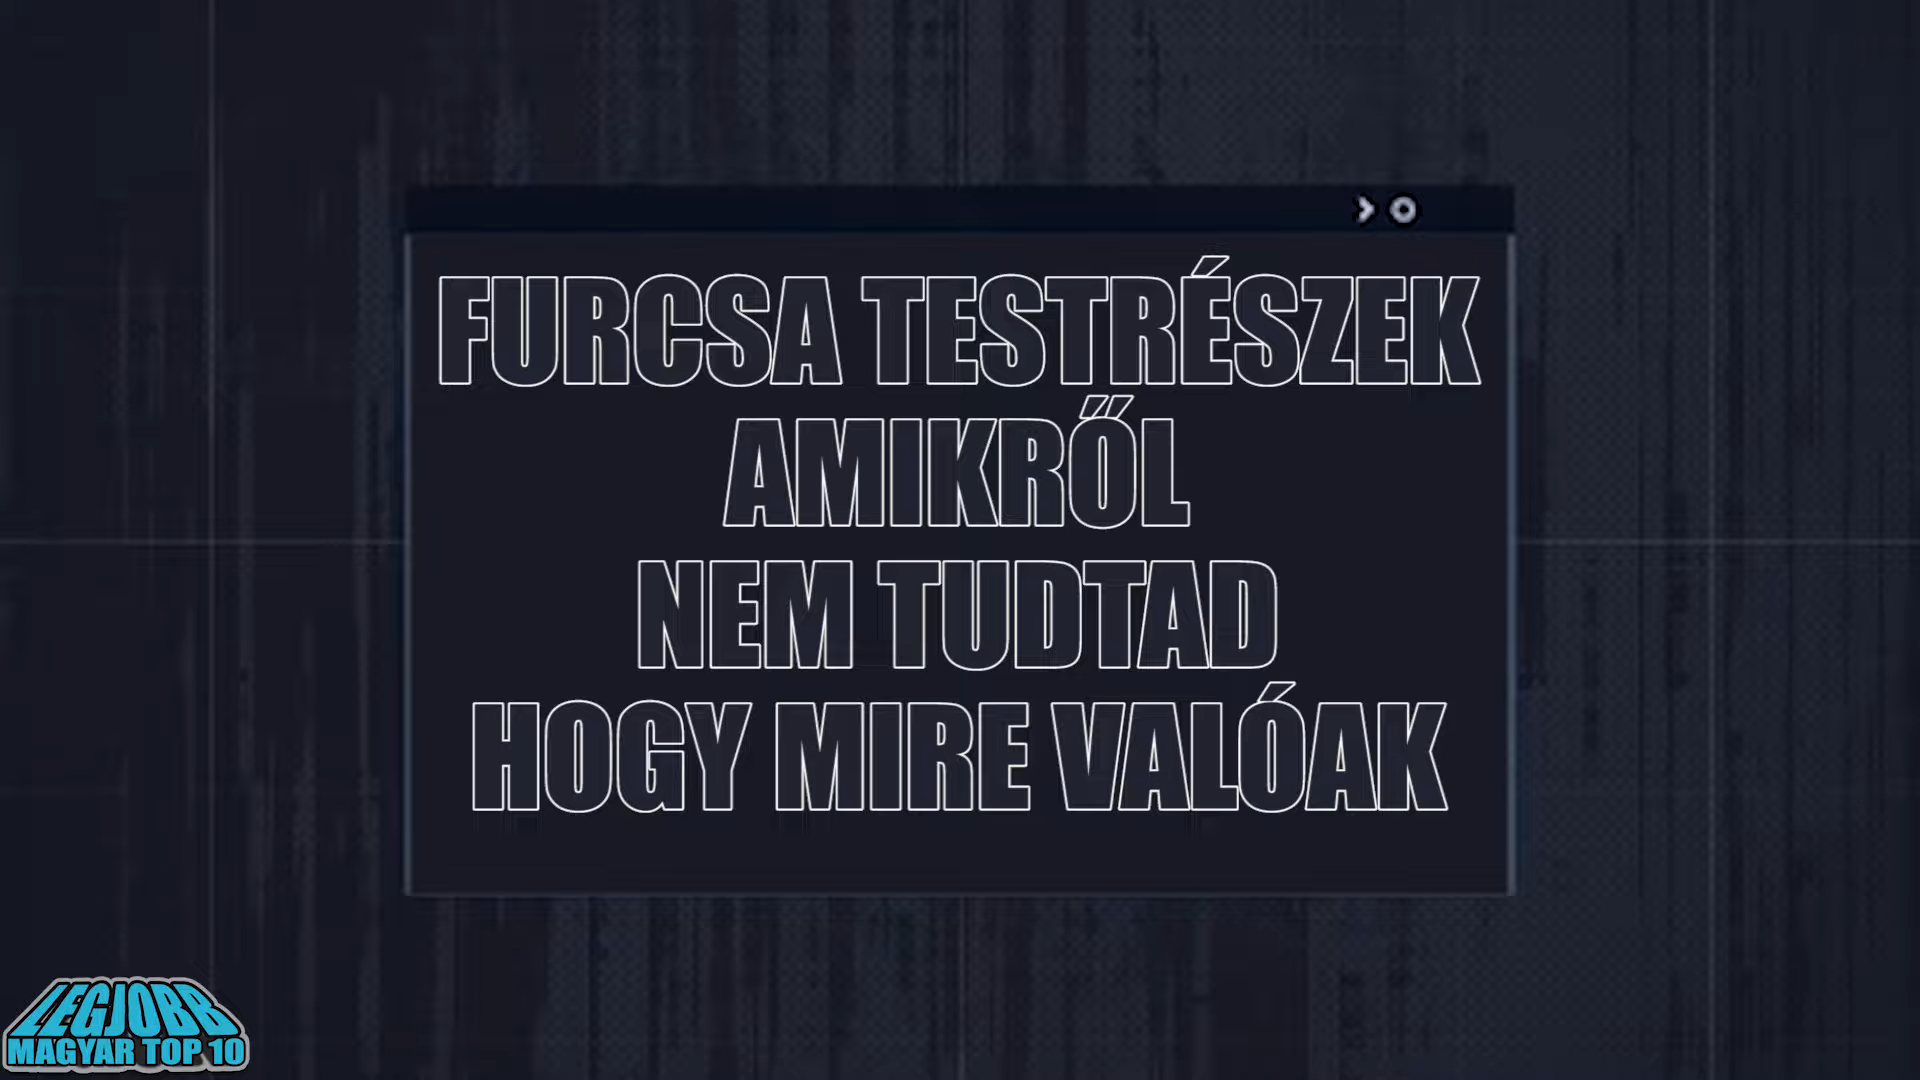 FURCSA TESTRÉSZEK
AMIKRŐL
NEM TUDTAD
HOGY MIRE VALÓAK
LEGJOBB
MAGYAR TOP 10